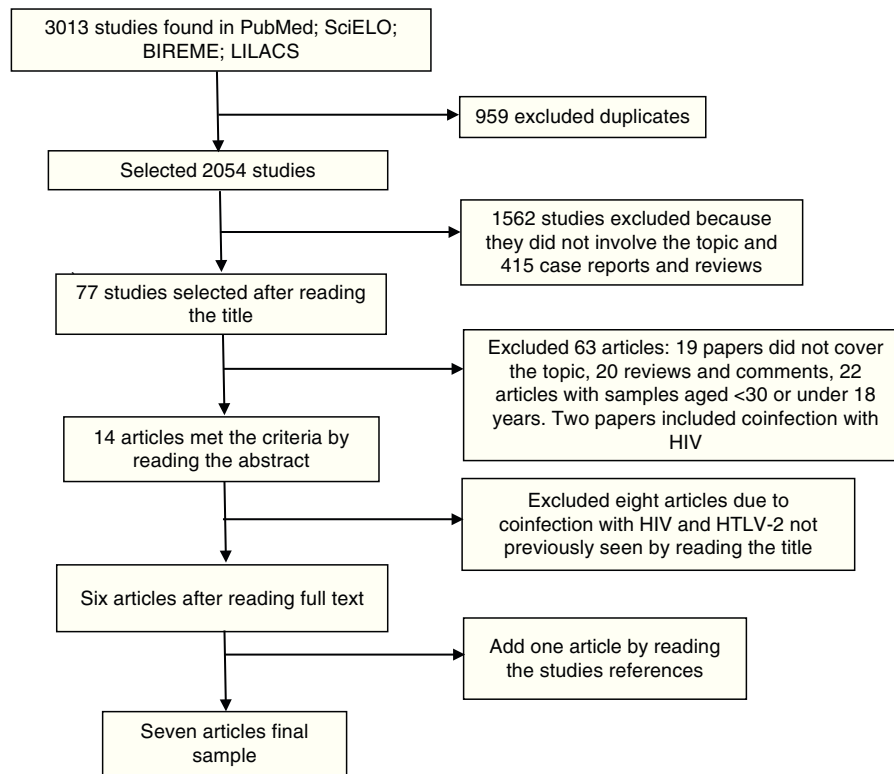 3013 studies found in PubMed; SciELO;
BIREME; LILACS
959 excluded duplicates
Selected 2054 studies
1562 studies excluded because
they did not involve the topic and
415 case reports and reviews
77 studies selected after reading
the title
Excluded 63 articles: 19 papers did not cover
the topic, 20 reviews and comments, 22
articles with samples aged <30 or under 18
years. Two papers included coinfection with
HIV
14 articles met the criteria by
reading the abstract
Excluded eight articles due to
coinfection with HIV and HTLV-2 not
previously seen by reading the title
Six articles after reading full text
Add one article by reading
the studies references
Seven articles final
sample